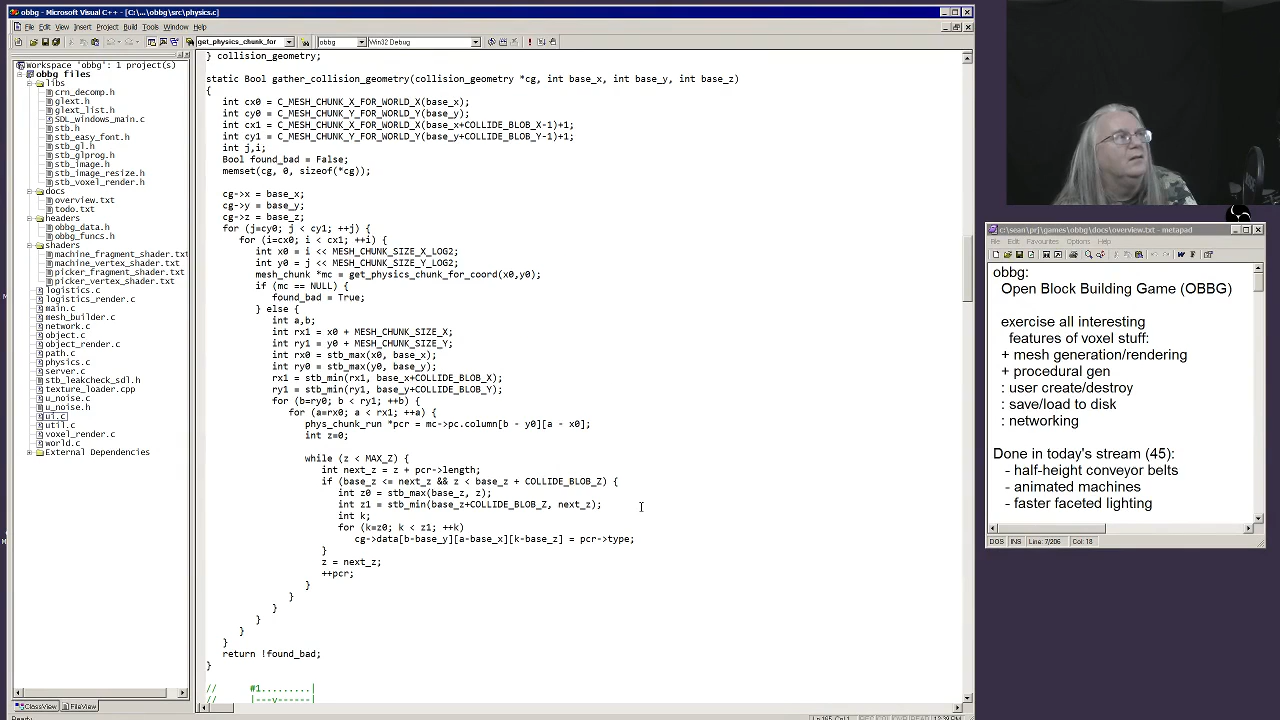 obbg - Microsoft Visual C++ - [C:\...\obbg\src\physics.c]
File Edit View Insert Project Build Tools Window Help
get_physics_chunk_for obbg Win32 Debug
Workspace 'obbg': 1 project(s)
obbg files
libs
crn_decomp.h
glext.h
glext_list.h
SDL_windows_main.c
stb.h
stb_easy_font.h
stb_gl.h
stb_glprog.h
stb_image.h
stb_image_resize.h
stb_voxel_render.h
docs
overview.txt
todo.txt
headers
obbg_data.h
obbg_funcs.h
shaders
machine_fragment_shader.txt
machine_vertex_shader.txt
picker_fragment_shader.txt
picker_vertex_shader.txt
logistics.c
logistics_render.c
main.c
mesh_builder.c
network.c
object.c
object_render.c
path.c
physics.c
server.c
stb_leakcheck_sdl.h
texture_loader.cpp
u_noise.c
u_noise.h
ui.c
util.c
voxel_render.c
world.c
External Dependencies
ClassView FileView
} collision_geometry;
static Bool gather_collision_geometry(collision_geometry *cg, int base_x, int base_y, int base_z)
{
int cx0 = C_MESH_CHUNK_X_FOR_WORLD_X(base_x);
int cy0 = C_MESH_CHUNK_Y_FOR_WORLD_Y(base_y);
int cx1 = C_MESH_CHUNK_X_FOR_WORLD_X(base_x+COLLIDE_BLOB_X-1)+1;
int cy1 = C_MESH_CHUNK_Y_FOR_WORLD_Y(base_y+COLLIDE_BLOB_Y-1)+1;
int j,i;
Bool found_bad = False;
memset(cg, 0, sizeof(*cg));
cg->x = base_x;
cg->y = base_y;
cg->z = base_z;
for (j=cy0; j < cy1; ++j) {
for (i=cx0; i < cx1; ++i) {
int x0 = i << MESH_CHUNK_SIZE_X_LOG2;
int y0 = j << MESH_CHUNK_SIZE_Y_LOG2;
mesh_chunk *mc = get_physics_chunk_for_coord(x0,y0);
if (mc == NULL) {
found_bad = True;
} else {
int a,b;
int rx1 = x0 + MESH_CHUNK_SIZE_X;
int ry1 = y0 + MESH_CHUNK_SIZE_Y;
int rx0 = stb_max(x0, base_x);
int ry0 = stb_max(y0, base_y);
rx1 = stb_min(rx1, base_x+COLLIDE_BLOB_X);
ry1 = stb_min(ry1, base_y+COLLIDE_BLOB_Y);
for (b=ry0; b < ry1; ++b) {
for (a=rx0; a < rx1; ++a) {
phys_chunk_run *pcr = mc->pc.column[b - y0][a - x0];
int z=0;
while (z < MAX_Z) {
int next_z = z + pcr->length;
if (base_z <= next_z && z < base_z + COLLIDE_BLOB_Z) {
int z0 = stb_max(base_z, z);
int z1 = stb_min(base_z+COLLIDE_BLOB_Z, next_z);
int k;
for (k=z0; k < z1; ++k)
cg->data[b-base_y][a-base_x][k-base_z] = pcr->type;
}
z = next_z;
++pcr;
}
}
}
}
}
}
return !found_bad;
}
// #1.........|
// |---v------|
c:\sean\prj\games\obbg\docs\overview.txt - metapad
File Edit Favourites Options Help
obbg:
Open Block Building Game (OBBG)
exercise all interesting
features of voxel stuff:
+ mesh generation/rendering
+ procedural gen
: user create/destroy
: save/load to disk
: networking
Done in today's stream (45):
- half-height conveyor belts
- animated machines
- faster faceted lighting
DOS INS Line: 7/206 Col: 18